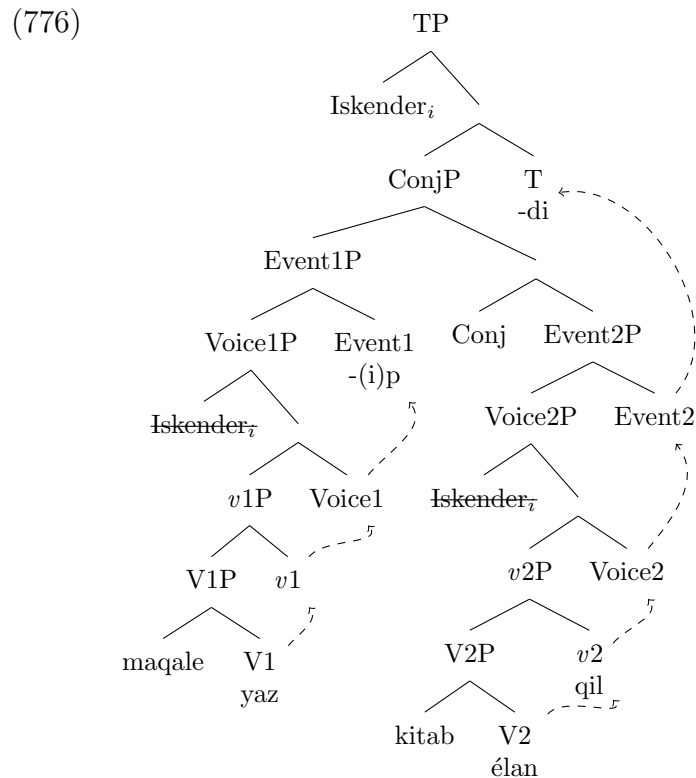 (776)
TP
Iskenderᵢ
ConjP T
-di
Event1P
Voice1P Event1 Conj Event2P
-(i)p
Iskenderᵢ Voice2P Event2
v1P Voice1 Iskenderᵢ
V1P v1 v2P Voice2
maqale V1 V2P v2
yaz qil
kitab V2
élan